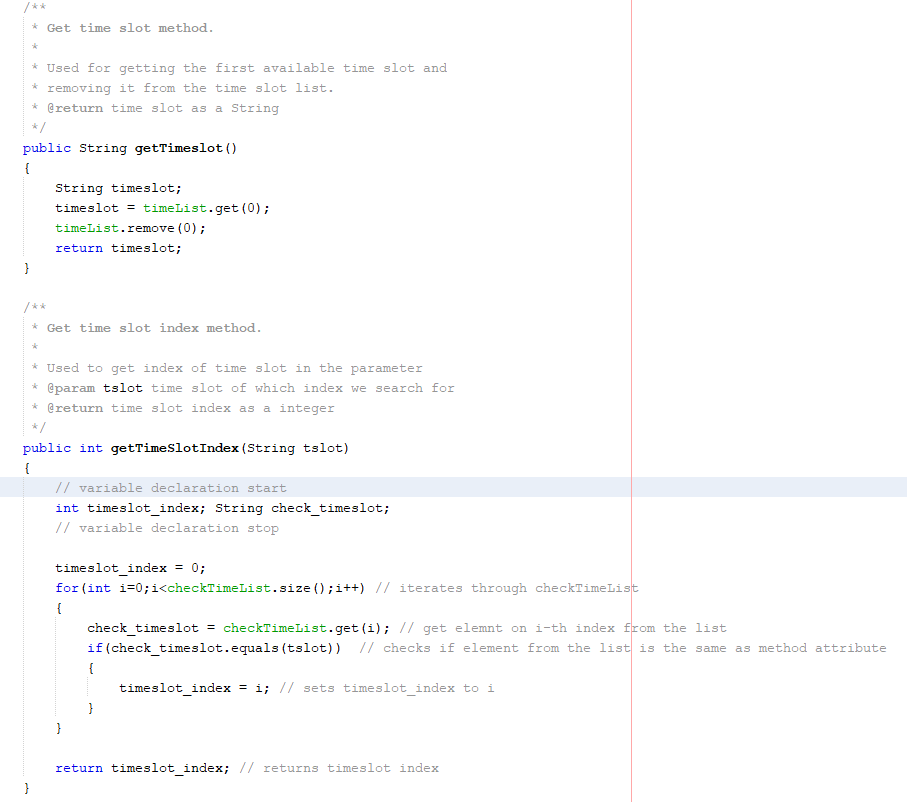 /**
 * Get time slot method.
 *
 * Used for getting the first available time slot and
 * removing it from the time slot list.
 * @return time slot as a String
 */
public String getTimeslot()
{
    String timeslot;
    timeslot = timeList.get(0);
    timeList.remove(0);
    return timeslot;
}

/**
 * Get time slot index method.
 *
 * Used to get index of time slot in the parameter
 * @param tslot time slot of which index we search for
 * @return time slot index as a integer
 */
public int getTimeSlotIndex(String tslot)
{
    // variable declaration start
    int timeslot_index; String check_timeslot;
    // variable declaration stop

    timeslot_index = 0;
    for(int i=0;i<checkTimeList.size();i++) // iterates through checkTimeList
    {
        check_timeslot = checkTimeList.get(i); // get elemnt on i-th index from the list
        if(check_timeslot.equals(tslot))  // checks if element from the list is the same as method attribute
        {
            timeslot_index = i; // sets timeslot_index to i
        }
    }

    return timeslot_index; // returns timeslot index
}